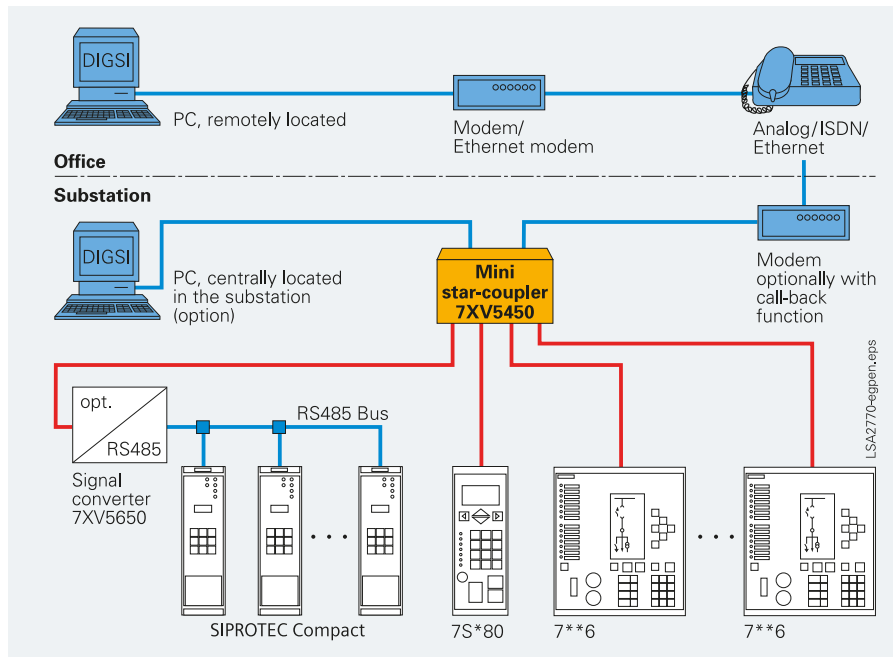 DIGSI
PC, remotely located
Modem/
Ethernet modem
Analog/ISDN/
Ethernet
Office
Substation
DIGSI
PC, centrally located
in the substation
(option)
Mini
star-coupler
7XV5450
Modem
optionally with
call-back
function
LSA2770-egpen.eps
opt.
RS485
RS485 Bus
Signal
converter
7XV5650
SIPROTEC Compact
7S*80
7**6
7**6